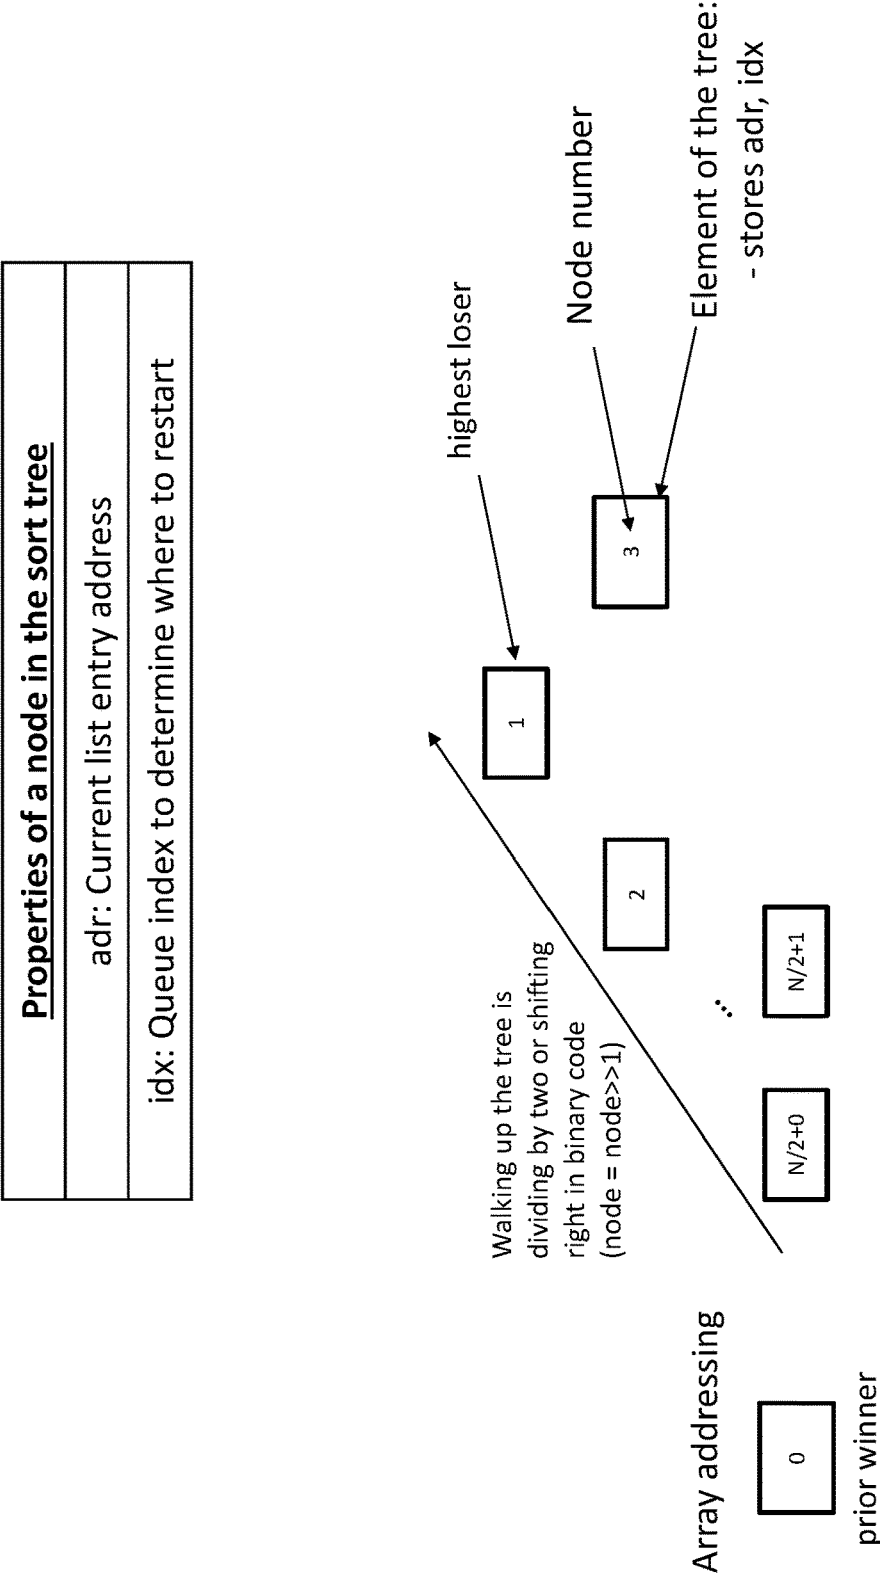 Properties of a node in the sort tree
adr: Current list entry address
idx: Queue index to determine where to restart
highest loser
Node number
Element of the tree:
- stores adr, idx
Walking up the tree is
dividing by two or shifting
right in binary code
(node = node>>1)
1
2
3
...
N/2+0
N/2+1
Array addressing
0
prior winner